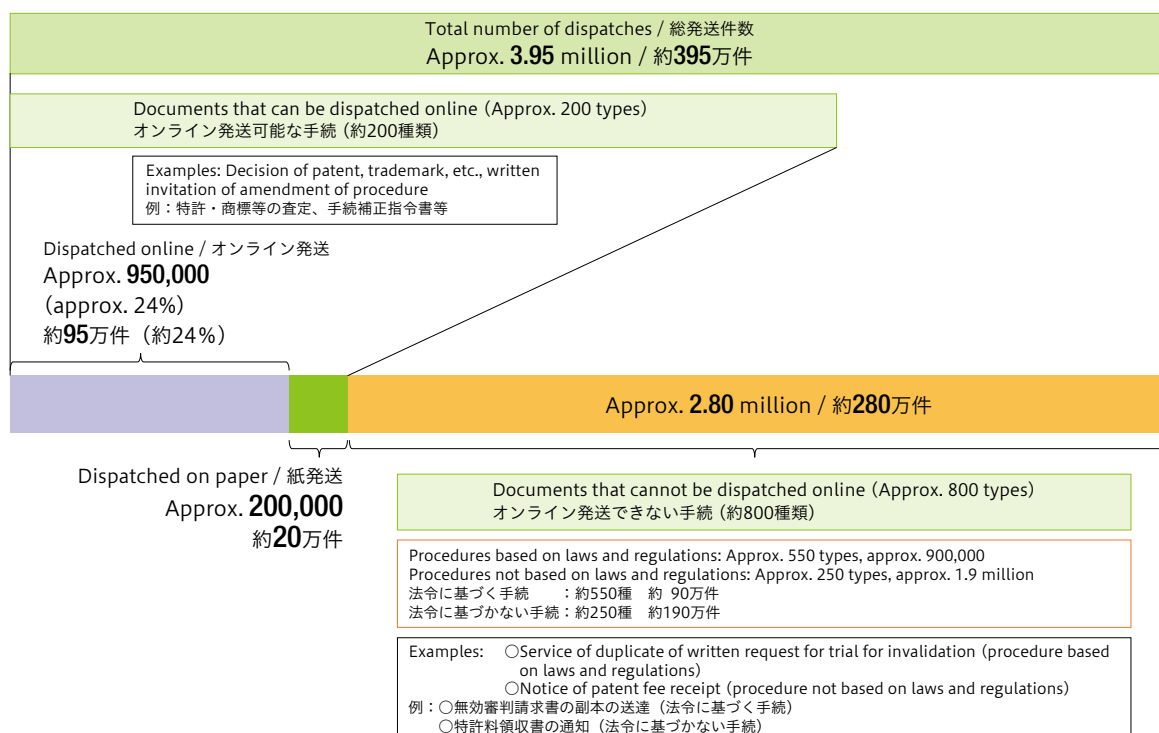 Total number of dispatches / 総発送件数
Approx. 3.95 million / 約395万件
Documents that can be dispatched online (Approx. 200 types)
オンライン発送可能な手続（約200種類）
Examples: Decision of patent, trademark, etc., written
invitation of amendment of procedure
例：特許・商標等の査定、手続補正指令書等
Dispatched online / オンライン発送
Approx. 950,000
(approx. 24%)
約95万件（約24%）
Approx. 2.80 million / 約280万件
Dispatched on paper / 紙発送
Approx. 200,000
約20万件
Documents that cannot be dispatched online (Approx. 800 types)
オンライン発送できない手続（約800種類）
Procedures based on laws and regulations: Approx. 550 types, approx. 900,000
Procedures not based on laws and regulations: Approx. 250 types, approx. 1.9 million
法令に基づく手続　　：約550種　約 90万件
法令に基づかない手続：約250種　約190万件
Examples: ○Service of duplicate of written request for trial for invalidation (procedure based
on laws and regulations)
○Notice of patent fee receipt (procedure not based on laws and regulations)
例：○無効審判請求書の副本の送達（法令に基づく手続）
○特許料領収書の通知（法令に基づかない手続）